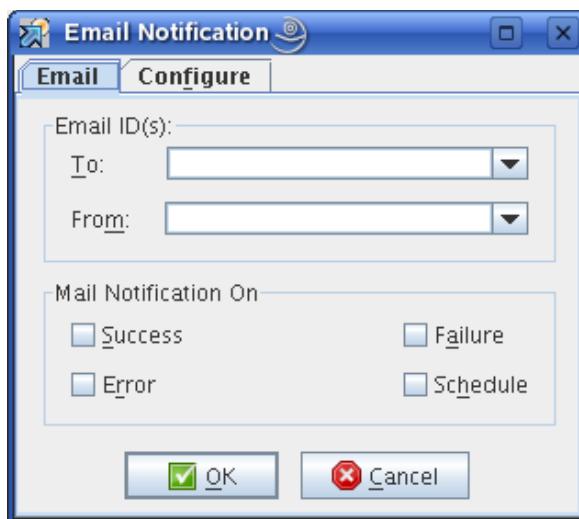 Email Notification
Email Configure
Email ID(s):
To:
From:
Mail Notification On
Success Failure
Error Schedule
OK Cancel